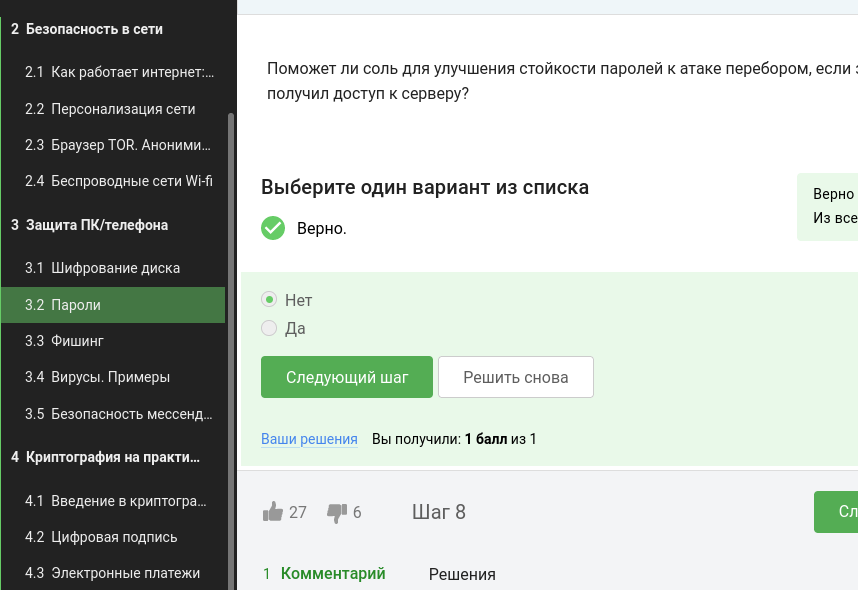 2 Безопасность в сети
2.1 Как работает интернет:...
2.2 Персонализация сети
2.3 Браузер TOR. Аноними...
2.4 Беспроводные сети Wi-fi
3 Защита ПК/телефона
3.1 Шифрование диска
3.2 Пароли
3.3 Фишинг
3.4 Вирусы. Примеры
3.5 Безопасность мессенд...
4 Криптография на практи...
4.1 Введение в криптогра...
4.2 Цифровая подпись
4.3 Электронные платежи
Поможет ли соль для улучшения стойкости паролей к атаке перебором, если
получил доступ к серверу?
Выберите один вариант из списка
Верно.
Верно
Из все
Нет
Да
Следующий шаг Решить снова
Ваши решения Вы получили: 1 балл из 1
27 6 Шаг 8
Сл
1 Комментарий Решения